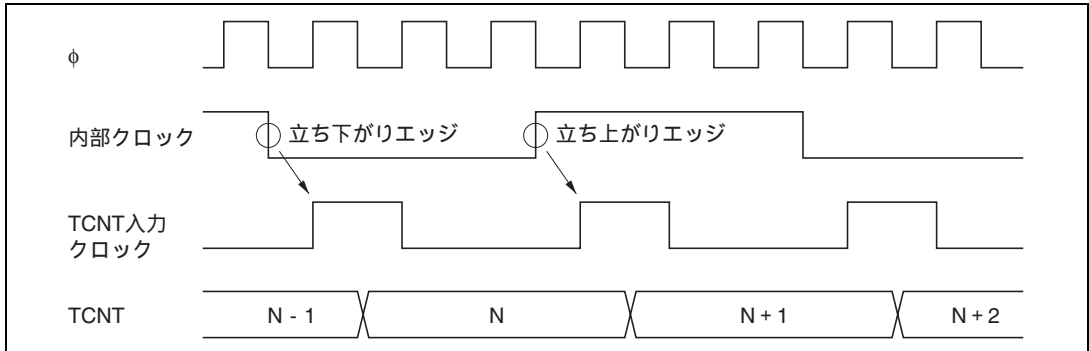 φ
内部クロック
立ち下がりエッジ
立ち上がりエッジ
TCNT入力
クロック
TCNT
N - 1
N
N + 1
N + 2